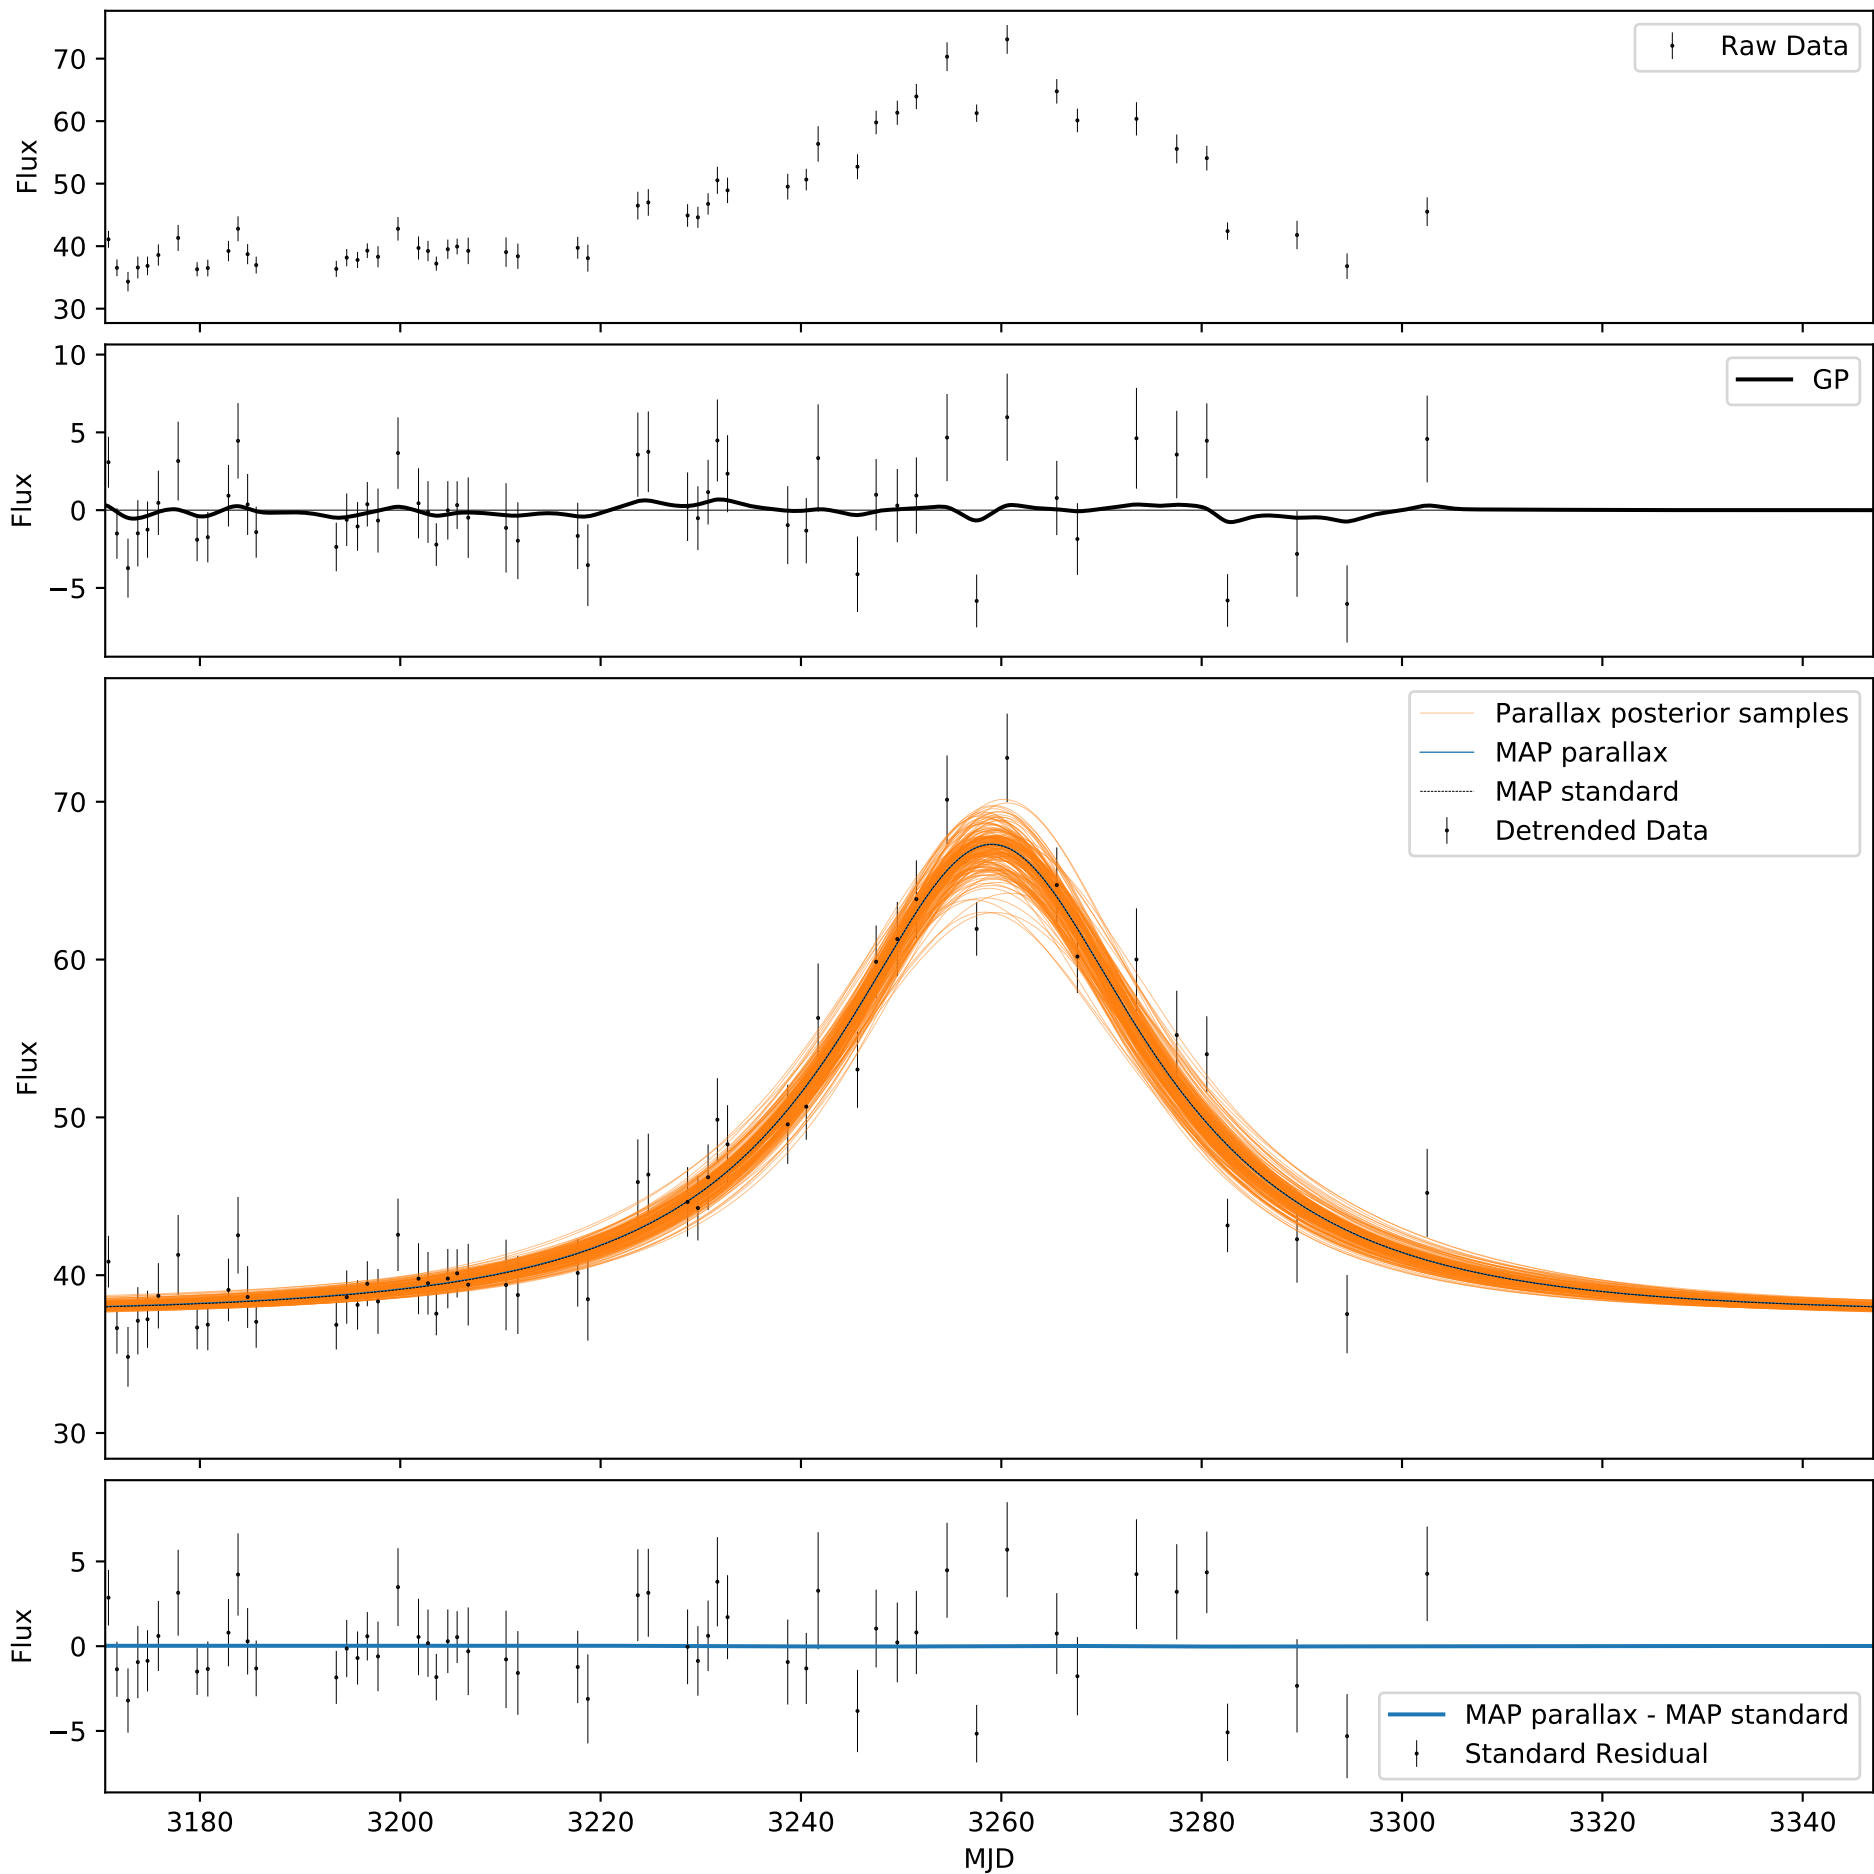 Raw Data
70
60
50
40
30
Flux
GP
10
5
0
−5
Flux
Parallax posterior samples
MAP parallax
MAP standard
Detrended Data
70
60
50
40
30
Flux
5
0
−5
Flux
MAP parallax - MAP standard
Standard Residual
3180 3200 3220 3240 3260 3280 3300 3320 3340
MJD